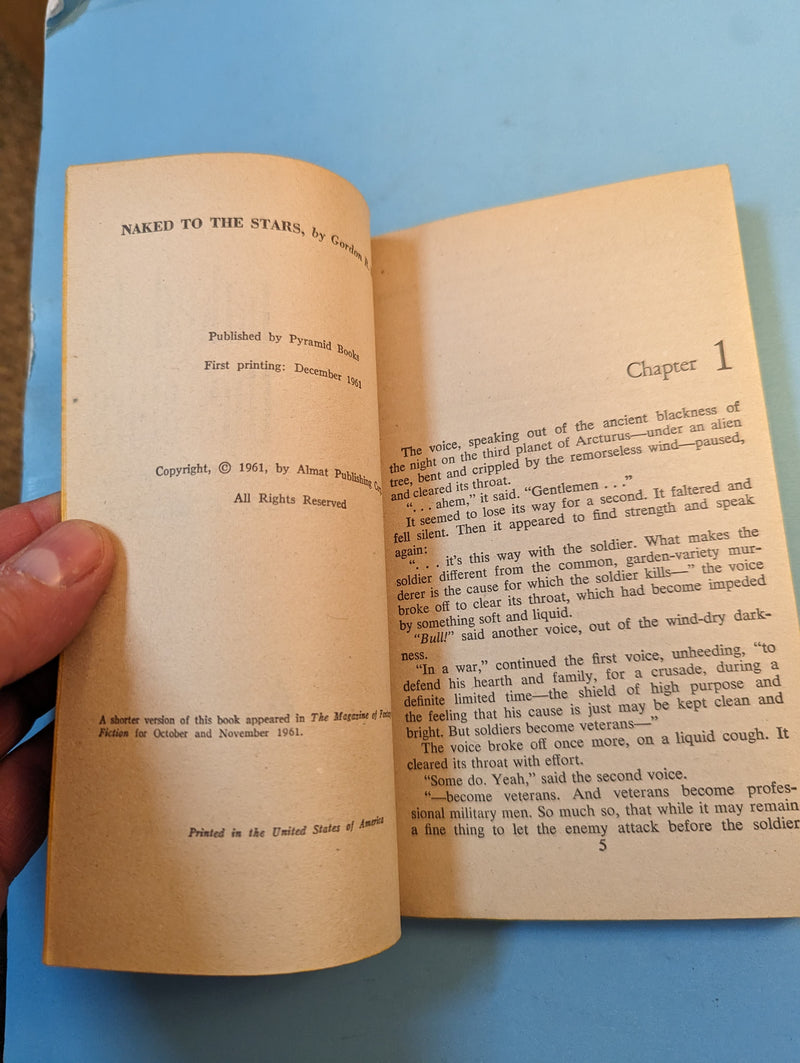 NAKED TO THE STARS, by Gordon R.
Published by Pyramid Books
First printing: December 1961
Copyright, © 1961, by Almat Publishing
All Rights Reserved
A shorter version of this book appeared in The Magazine of
Fiction for October and November 1961.
Printed in the United States of America
Chapter 1
The voice, speaking out of the ancient blackness of
the night on the third planet of Arcturus—under an alien
tree, bent and crippled by the remorseless wind—paused,
and cleared its throat.
". . . ahem," it said. "Gentlemen . . ."
It seemed to lose its way for a second. It faltered and
fell silent. Then it appeared to find strength and speak
again:
". . . it's this way with the soldier. What makes the
soldier different from the common, garden-variety mur-
derer is the cause for which the soldier kills—" the voice
broke off to clear its throat, which had become impeded
by something soft and liquid.
"Bull!" said another voice, out of the wind-dry dark-
ness.
"In a war," continued the first voice, unheeding, "to
defend his hearth and family, for a crusade, during a
definite limited time—the shield of high purpose and
the feeling that his cause is just may be kept clean and
bright. But soldiers become veterans—"
The voice broke off once more, on a liquid cough. It
cleared its throat with effort.
"Some do. Yeah," said the second voice.
"—become veterans. And veterans become profes-
sional military men. So much so, that while it may remain
a fine thing to let the enemy attack before the soldier
5